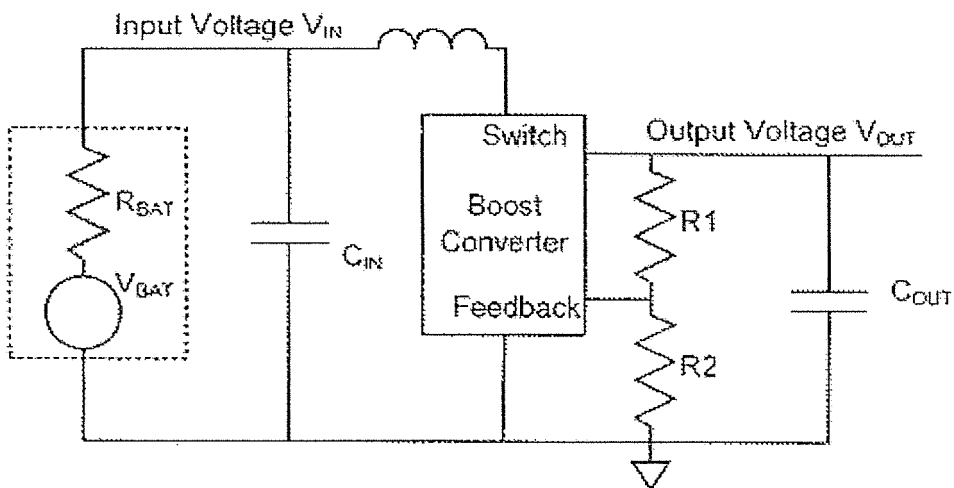 Input Voltage VIN
Switch
Output Voltage VOUT
RBAT
Boost
Converter
R1
CIN
VBAT
Feedback
COUT
R2